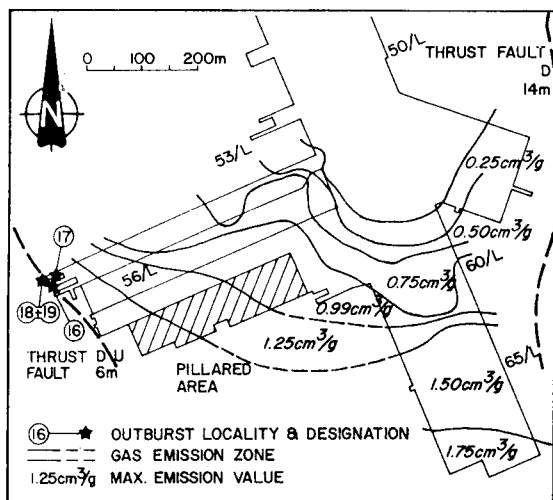 50/L
THRUST FAULT
D
14m
0 100 200m
N
53/L
0.25cm³/g
0.50cm³/g
60/L
0.75cm³/g
56/L
0.99cm³/g
17
18+19
16
THRUST D U
FAULT 6m
PILLARED
AREA
1.25cm³/g
65/L
1.50cm³/g
1.75cm³/g
16 OUTBURST LOCALITY & DESIGNATION
GAS EMISSION ZONE
1.25cm³/g MAX. EMISSION VALUE